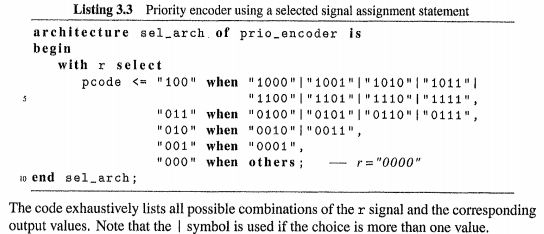 Listing 3.3 Priority encoder using a selected signal assignment statement
architecture sel_arch of prio_encoder is
begin
with r select
pcode <= "100" when "1000"|"1001"|"1010"|"1011"|
5 "1100"|"1101"|"1110"|"1111",
"011" when "0100"|"0101"|"0110"|"0111",
"010" when "0010"|"0011",
"001" when "0001",
"000" when others; — r="0000"
10 end sel_arch;
The code exhaustively lists all possible combinations of the r signal and the corresponding
output values. Note that the | symbol is used if the choice is more than one value.